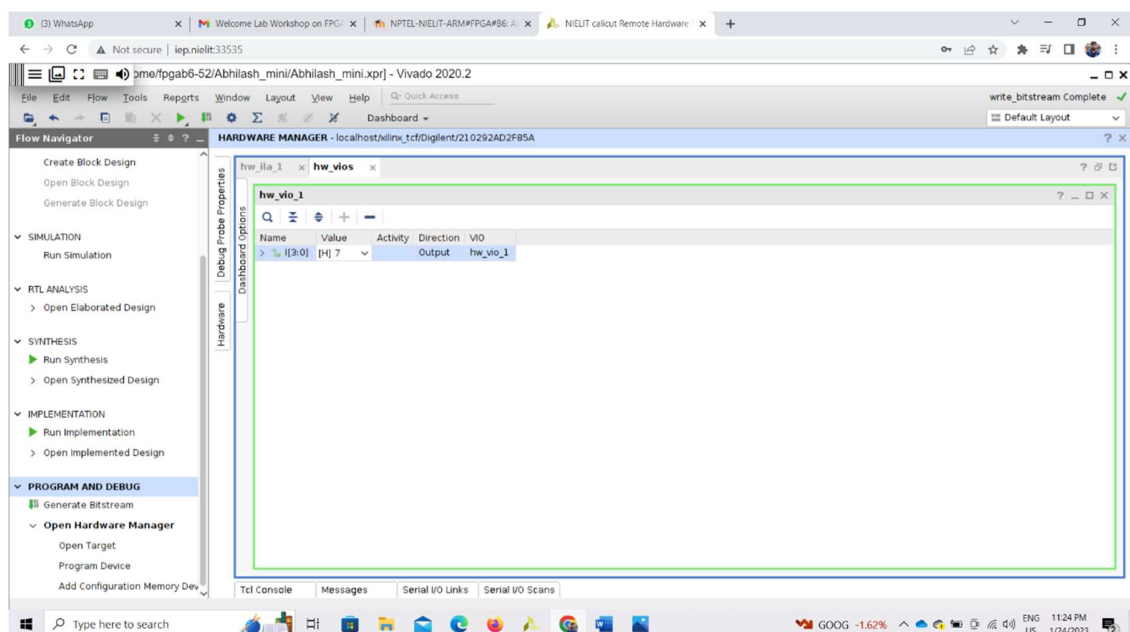 (3) WhatsApp
Welcome Lab Workshop on FPG
NPTEL-NIELIT-ARM#FPGA#B6: A
NIELIT calicut Remote Hardware
Not secure | iep.nielit:33535
ome/fpgab6-52/Abhilash_mini/Abhilash_mini.xpr] - Vivado 2020.2
File Edit Flow Tools Reports Window Layout View Help Q- Quick Access
write_bitstream Complete
Dashboard
Default Layout
Flow Navigator
HARDWARE MANAGER - localhost/xilinx_tcf/Digilent/210292AD2F85A
Create Block Design
Open Block Design
Generate Block Design
SIMULATION
Run Simulation
RTL ANALYSIS
Open Elaborated Design
SYNTHESIS
Run Synthesis
Open Synthesized Design
IMPLEMENTATION
Run Implementation
Open Implemented Design
PROGRAM AND DEBUG
Generate Bitstream
Open Hardware Manager
Open Target
Program Device
Add Configuration Memory Dev
Debug Probe Properties
Hardware
Dashboard Options
hw_ila_1
hw_vios
hw_vio_1
Name Value Activity Direction VIO
I[3:0] [H] 7 Output hw_vio_1
Tcl Console Messages Serial I/O Links Serial I/O Scans
Type here to search
GOOG -1.62%
ENG 11:24 PM
US 1/24/2023